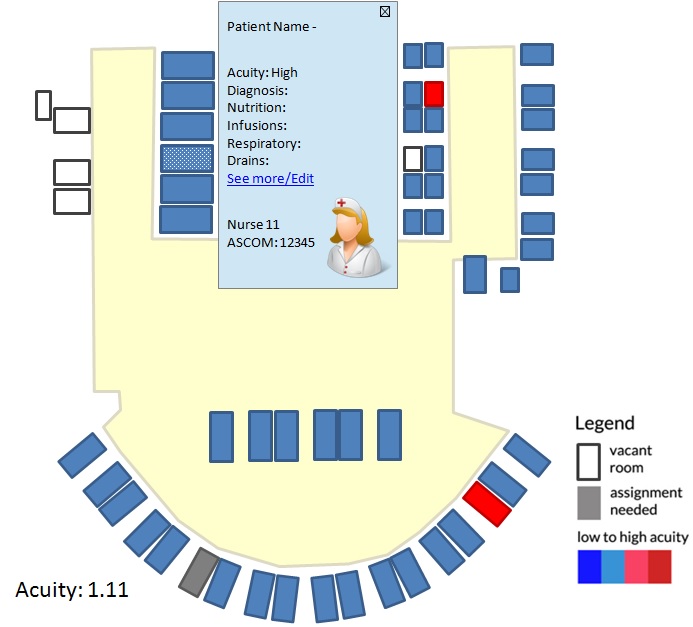 Patient Name -
Acuity: High
Diagnosis:
Nutrition:
Infusions:
Respiratory:
Drains:
See more/Edit
Nurse 11
ASCOM: 12345
Legend
vacant
room
assignment
needed
low to high acuity
Acuity: 1.11